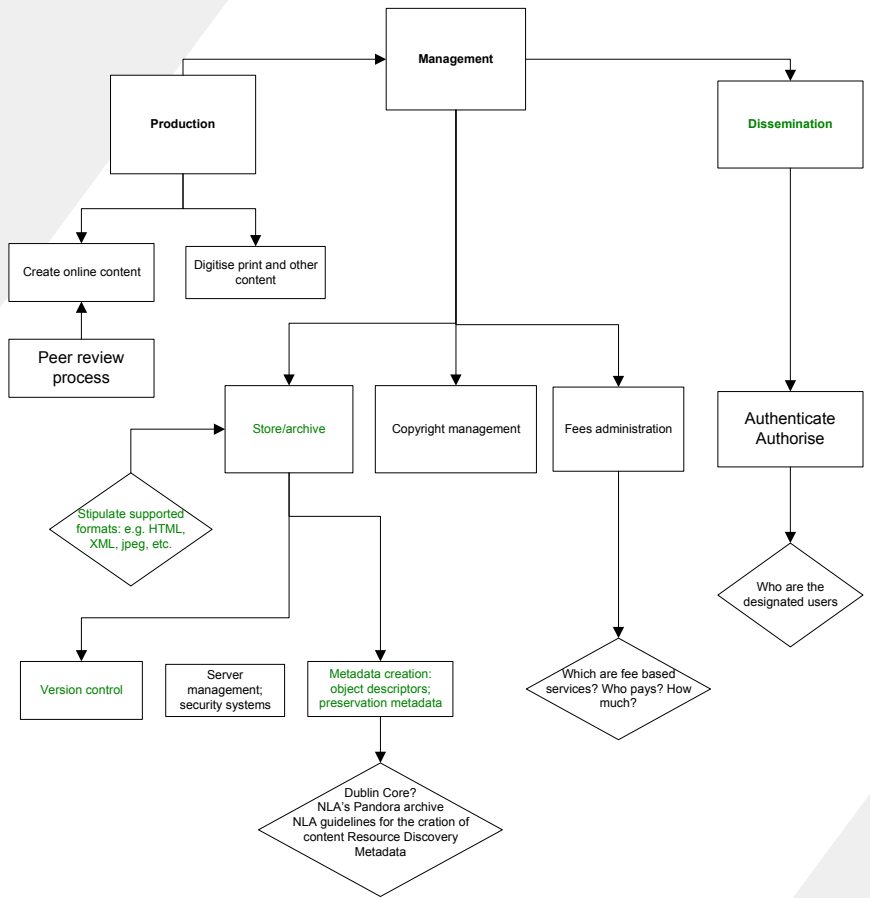 Management
Production
Dissemination
Create online content
Digitise print and other
content
Peer review
process
Store/archive
Copyright management
Fees administration
Authenticate
Authorise
Stipulate supported
formats: e.g. HTML,
XML, jpeg, etc.
Who are the
designated users
Version control
Server
management;
security systems
Metadata creation:
object descriptors;
preservation metadata
Which are fee based
services? Who pays? How
much?
Dublin Core?
NLA's Pandora archive
NLA guidelines for the cration of
content Resource Discovery
Metadata